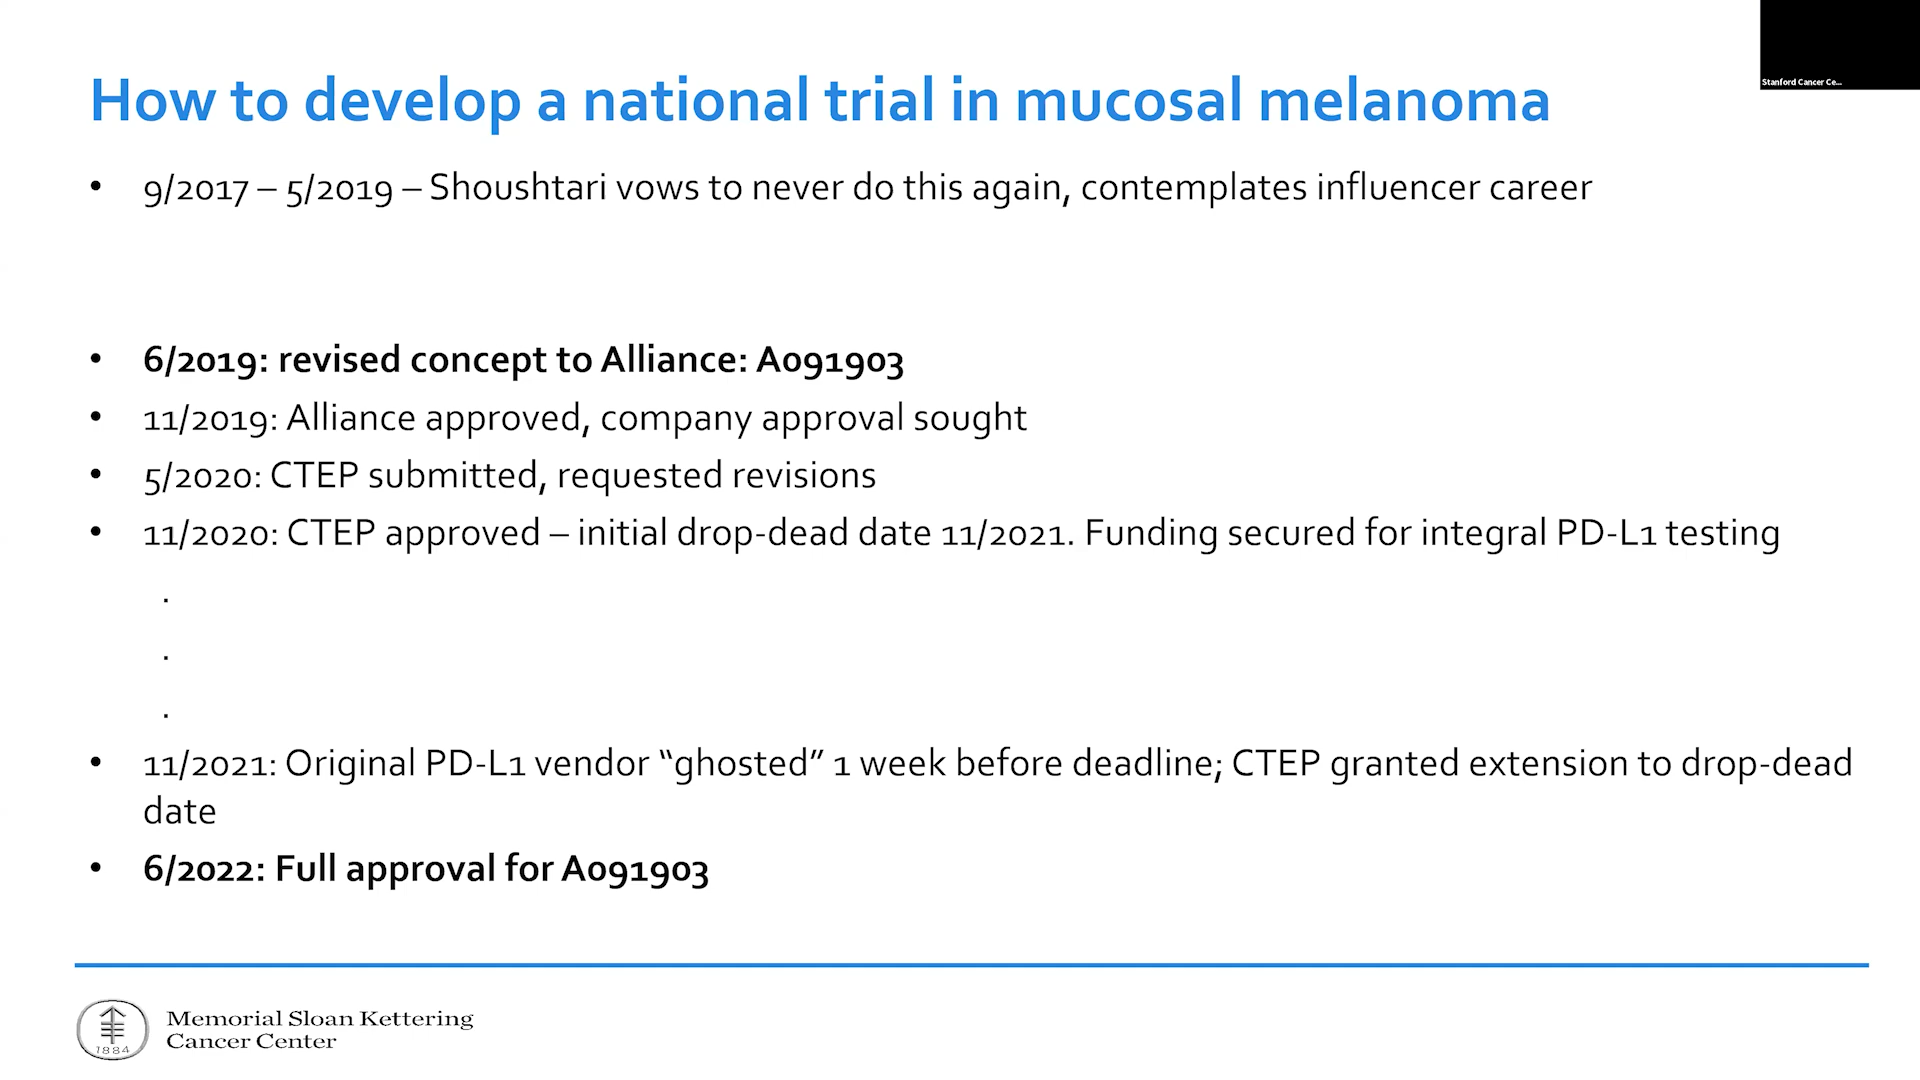 Stanford Cancer Ce...
How to develop a national trial in mucosal melanoma
• 9/2017 – 5/2019 – Shoushtari vows to never do this again, contemplates influencer career
• 6/2019: revised concept to Alliance: A091903
• 11/2019: Alliance approved, company approval sought
• 5/2020: CTEP submitted, requested revisions
• 11/2020: CTEP approved – initial drop-dead date 11/2021. Funding secured for integral PD-L1 testing
.
.
.
• 11/2021: Original PD-L1 vendor “ghosted” 1 week before deadline; CTEP granted extension to drop-dead
date
• 6/2022: Full approval for A091903
1884
Memorial Sloan Kettering
Cancer Center